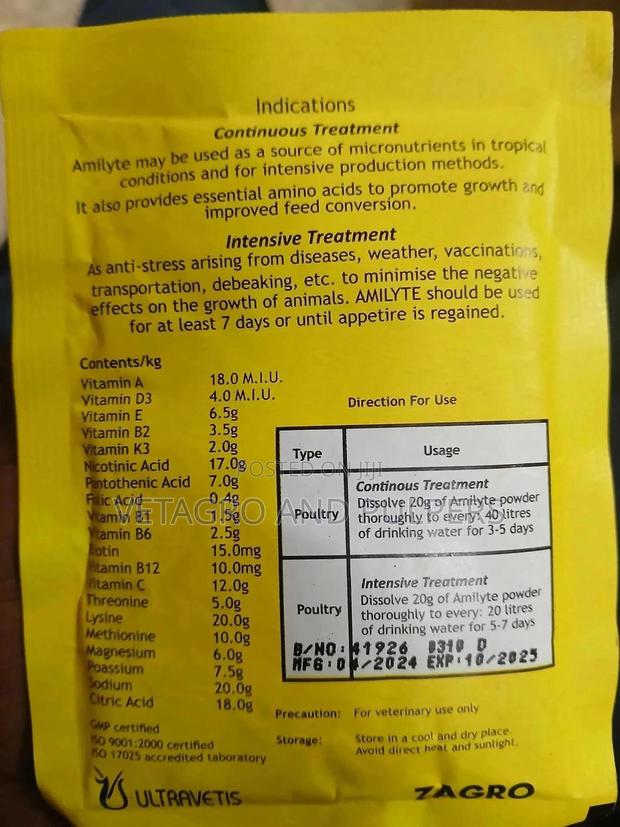 Indications
Continuous Treatment
Amilyte may be used as a source of micronutrients in tropical
conditions and for intensive production methods.
It also provides essential amino acids to promote growth and
improved feed conversion.
Intensive Treatment
As anti-stress arising from diseases, weather, vaccinations,
transportation, debeaking, etc. to minimise the negative
effects on the growth of animals. AMILYTE should be used
for at least 7 days or until appetire is regained.
Contents/kg
Vitamin A 18.0 M.I.U.
Vitamin D3 4.0 M.I.U.
Vitamin E 6.5g
Vitamin B2 3.5g
Vitamin K3 2.0g
Nicotinic Acid 17.0g
Pantothenic Acid 7.0g
Folic Acid 0.4g
Vitamin B1 1.5g
Vitamin B6 2.5g
Biotin 15.0mg
Vitamin B12 10.0mg
Vitamin C 12.0g
Threonine 5.0g
Lysine 20.0g
Methionine 10.0g
Magnesium 6.0g
Poassium 7.5g
Sodium 20.0g
Citric Acid 18.0g
Direction For Use
Type Usage
Poultry
Continous Treatment
Dissolve 20g of Amilyte powder
thoroughly to every: 40 litres
of drinking water for 3-5 days
Poultry
Intensive Treatment
Dissolve 20g of Amilyte powder
thoroughly to every: 20 litres
of drinking water for 5-7 days
B/NO: 41926 0310 D
MFG: 04/2024 EXP: 10/2025
Precaution: For veterinary use only
Storage: Store in a cool and dry place.
Avoid direct heat and sunlight.
GMP certified
ISO 9001:2000 certified
ISO 17025 accredited taboratory
ULTRAVETIS
ZAGRO
POSTED ON JIJI
VETAGRO AND